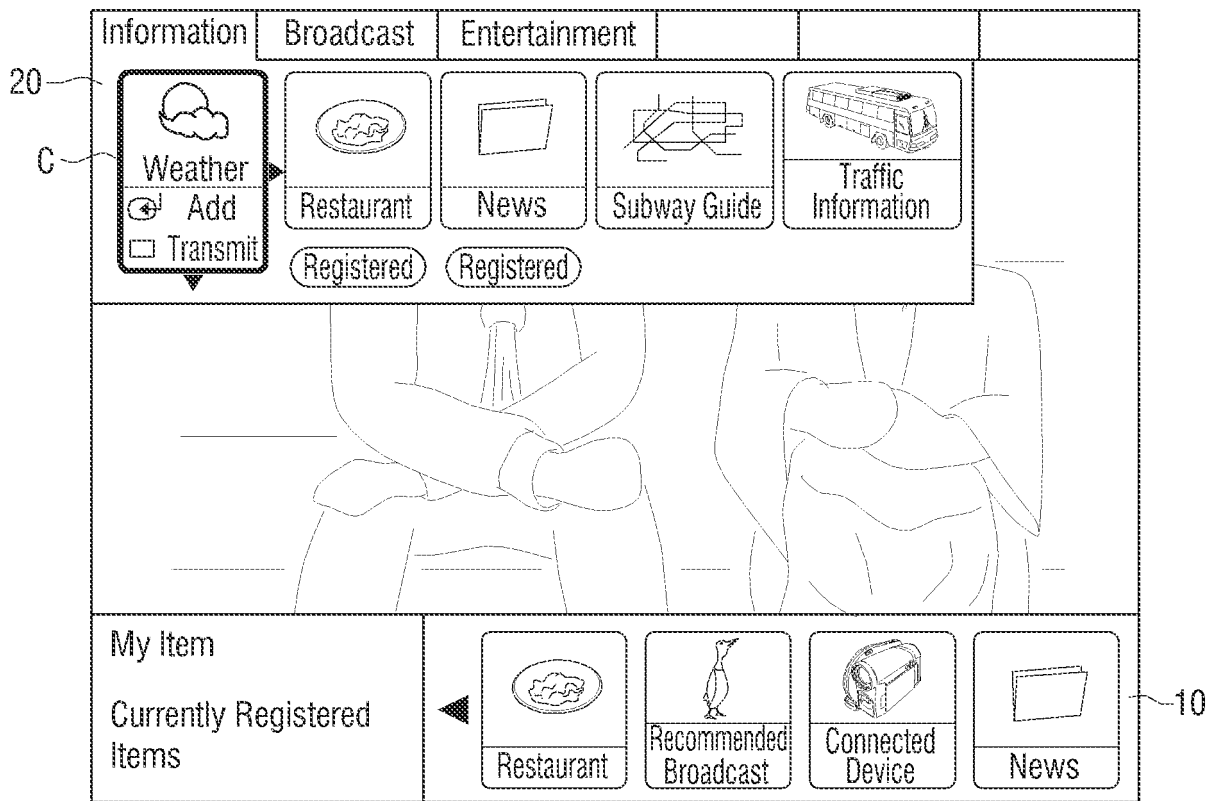 Information Broadcast Entertainment
20
C
Weather
Add
Transmit
Restaurant
News
Subway Guide
Traffic
Information
Registered
Registered
My Item
Currently Registered
Items
Restaurant
Recommended
Broadcast
Connected
Device
News
10